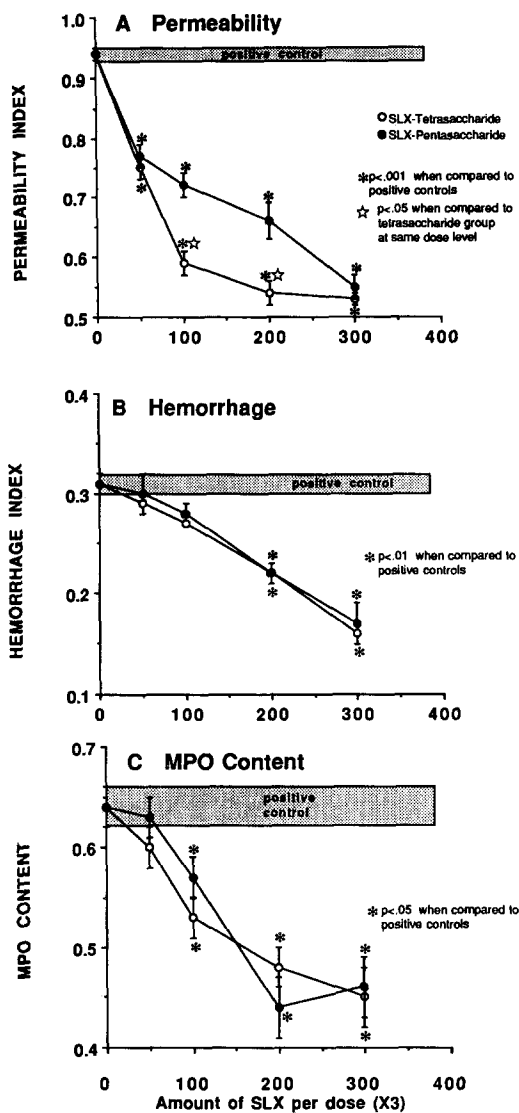 A Permeability
1.0
positive control
0.9
○ SLX-Tetrasaccharide
● SLX-Pentasaccharide
0.8
* *
*p<.001 when compared to
positive controls
☆ p<.05 when compared to
tetrasaccharide group
at same dose level
0.7
*
*☆ *☆
0.6
* *
0.5
PERMEABILITY INDEX
0 100 200 300 400
0.4
B Hemorrhage
positive control
0.3
* p<.01 when compared to
positive controls
* *
0.2
* *
0.1
HEMORRHAGE INDEX
0 100 200 300 400
0.7
C MPO Content
positive
control
0.6
*
* p<.05 when compared to
positive controls
* * *
0.5
* *
0.4
MPO CONTENT
0 100 200 300 400
Amount of SLX per dose (X3)